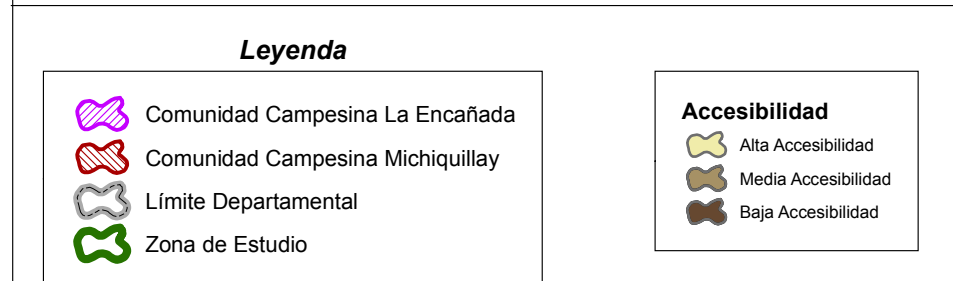 Leyenda
Comunidad Campesina La Encañada
Comunidad Campesina Michiquillay
Límite Departamental
Zona de Estudio
Accesibilidad
Alta Accesibilidad
Media Accesibilidad
Baja Accesibilidad